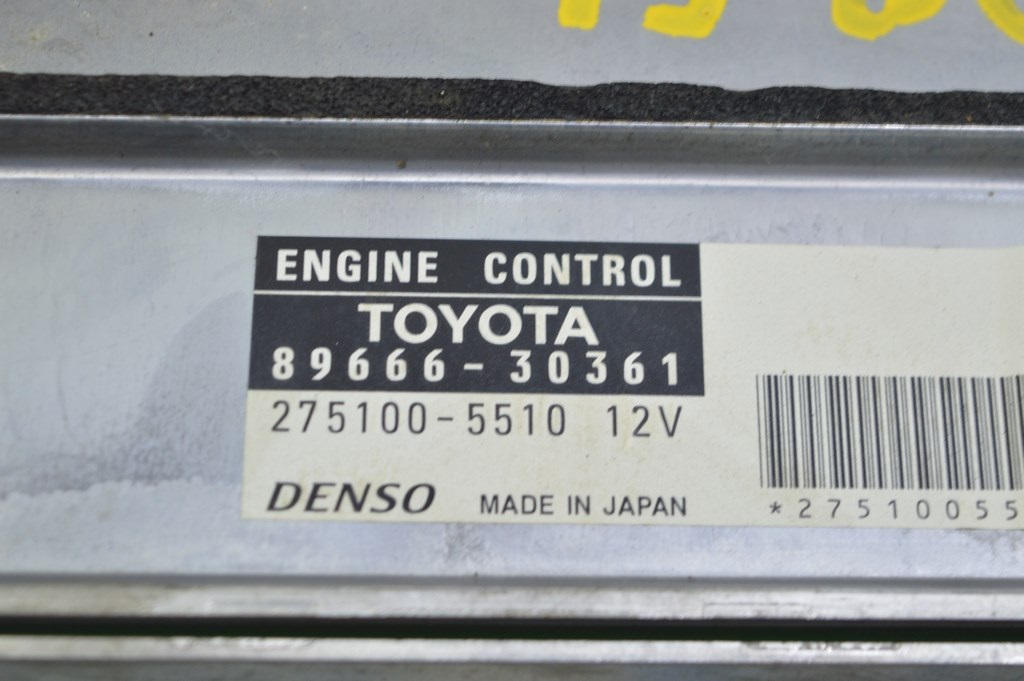 ENGINE CONTROL
TOYOTA
89666-30361
275100-5510 12V
DENSO MADE IN JAPAN
*27510055